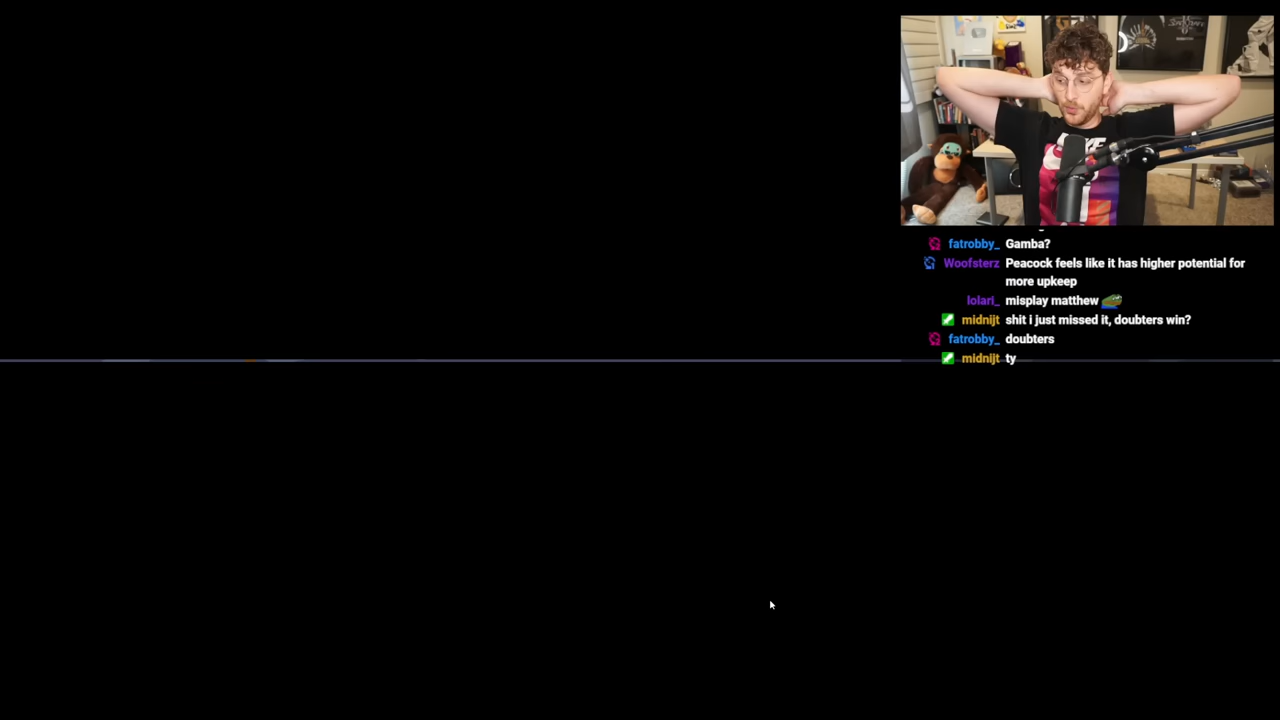 fatrobby_ Gamba?
Woofsterz Peacock feels like it has higher potential for
more upkeep
lolari_ misplay matthew
midnijt shit i just missed it, doubters win?
fatrobby_ doubters
midnijt ty